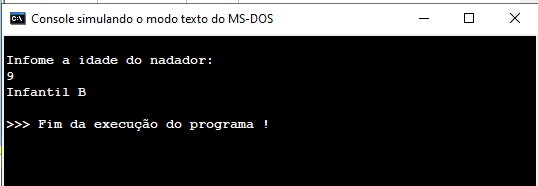 Console simulando o modo texto do MS-DOS
Infome a idade do nadador:
9
Infantil B
>>> Fim da execução do programa !